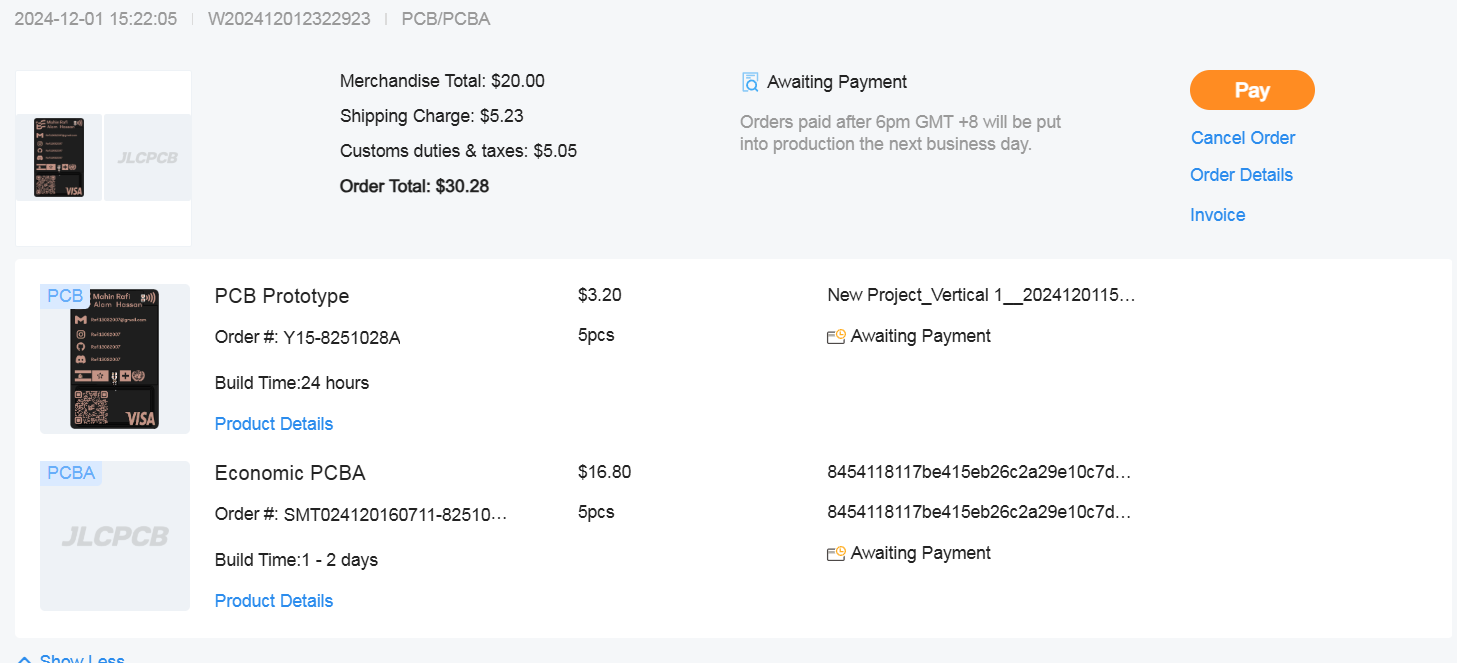 2024-12-01 15:22:05 | W202412012322923 | PCB/PCBA
JLCPCB
VISA
Merchandise Total: $20.00
Shipping Charge: $5.23
Customs duties & taxes: $5.05
Order Total: $30.28
Awaiting Payment
Orders paid after 6pm GMT +8 will be put
into production the next business day.
Pay
Cancel Order
Order Details
Invoice
PCB
Mahin Rafi
Alam Hassan
VISA
PCB Prototype
Order #: Y15-8251028A
Build Time:24 hours
Product Details
$3.20
5pcs
New Project_Vertical 1__2024120115…
Awaiting Payment
PCBA
JLCPCB
Economic PCBA
Order #: SMT024120160711-82510…
Build Time:1 - 2 days
Product Details
$16.80
5pcs
8454118117be415eb26c2a29e10c7d…
8454118117be415eb26c2a29e10c7d…
Awaiting Payment
Show Less